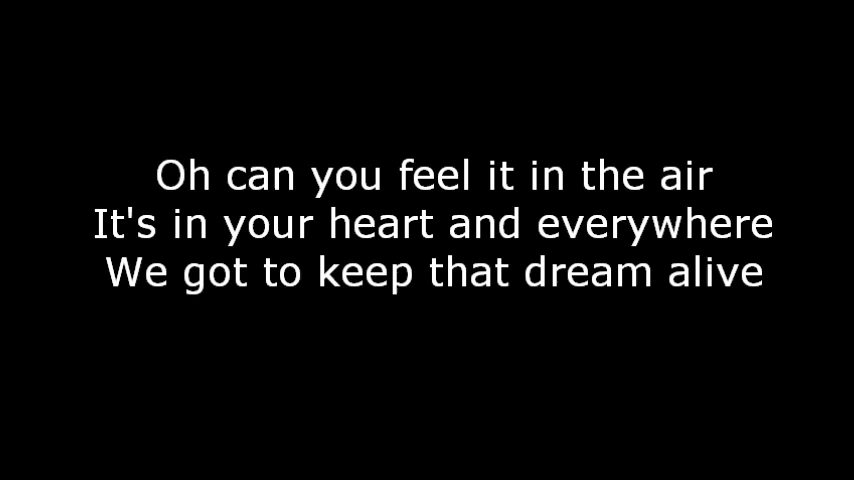 Oh can you feel it in the air
It's in your heart and everywhere
We got to keep that dream alive